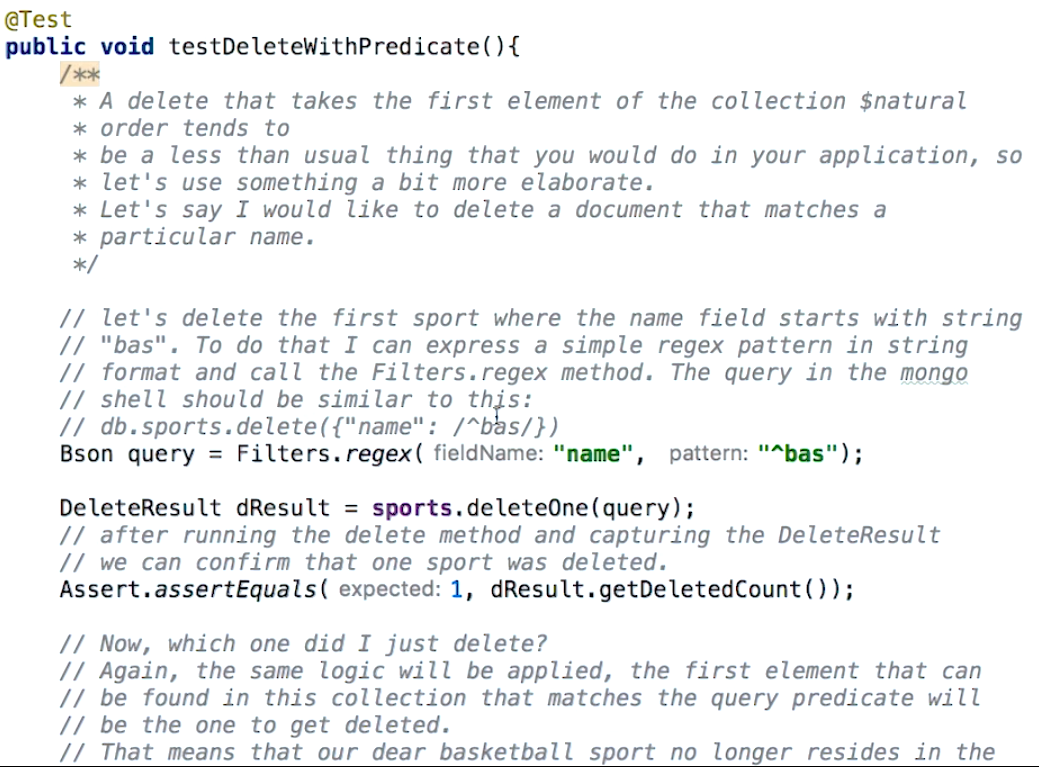 @Test
public void testDeleteWithPredicate(){
/**
* A delete that takes the first element of the collection $natural
* order tends to
* be a less than usual thing that you would do in your application, so
* let's use something a bit more elaborate.
* Let's say I would like to delete a document that matches a
* particular name.
*/
// let's delete the first sport where the name field starts with string
// "bas". To do that I can express a simple regex pattern in string
// format and call the Filters.regex method. The query in the mongo
// shell should be similar to this:
// db.sports.delete({"name": /^bas/})
Bson query = Filters.regex( fieldName: "name", pattern: "^bas");
DeleteResult dResult = sports.deleteOne(query);
// after running the delete method and capturing the DeleteResult
// we can confirm that one sport was deleted.
Assert.assertEquals( expected: 1, dResult.getDeletedCount());
// Now, which one did I just delete?
// Again, the same logic will be applied, the first element that can
// be found in this collection that matches the query predicate will
// be the one to get deleted.
// That means that our dear basketball sport no longer resides in the